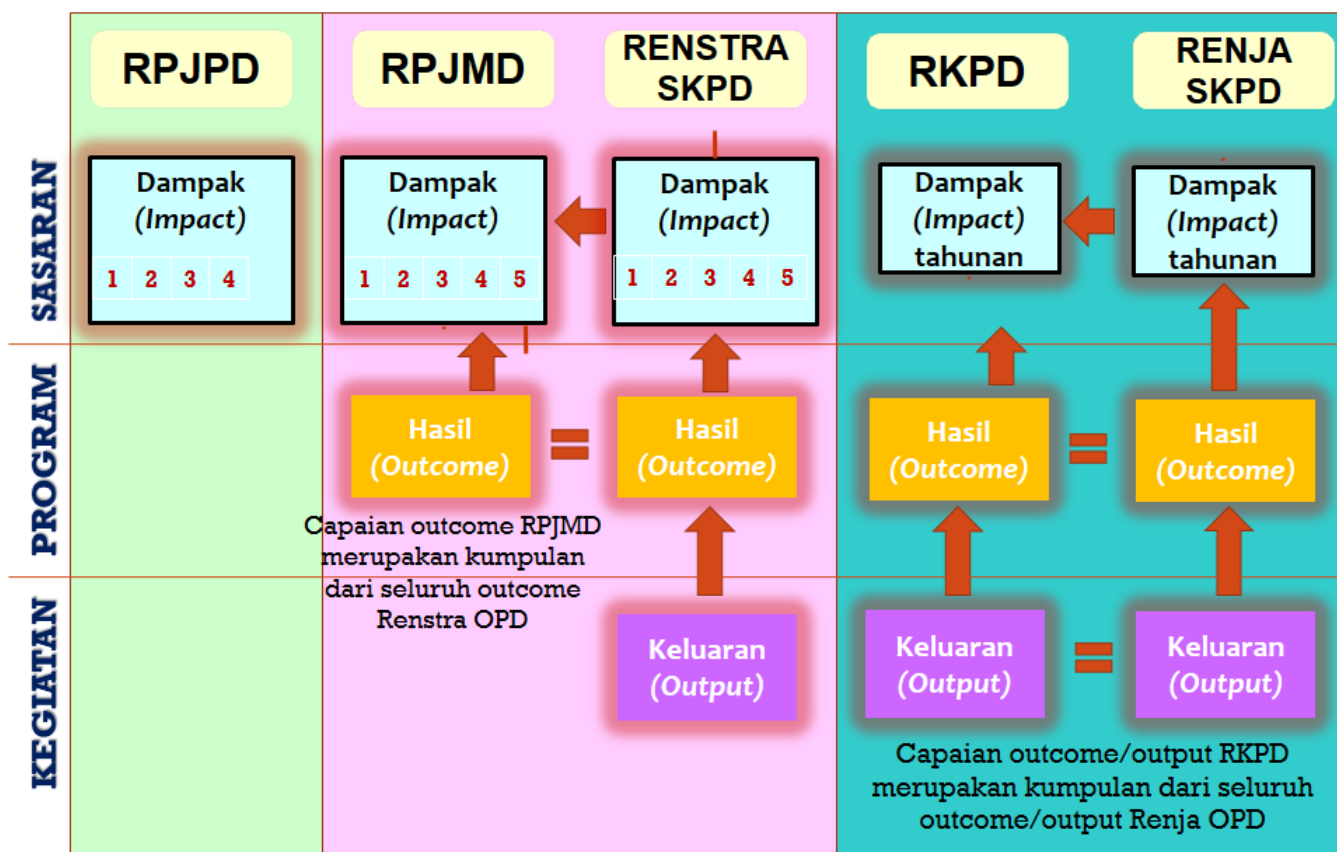 RPJPD
RPJMD
RENSTRA
SKPD
RKPD
RENJA
SKPD
SASARAN
Dampak
(Impact)
1 2 3 4
Dampak
(Impact)
1 2 3 4 5
Dampak
(Impact)
1 2 3 4 5
Dampak
(Impact)
tahunan
Dampak
(Impact)
tahunan
PROGRAM
Hasil
(Outcome)
=
Hasil
(Outcome)
Hasil
(Outcome)
=
Hasil
(Outcome)
Capaian outcome RPJMD
merupakan kumpulan
dari seluruh outcome
Renstra OPD
KEGIATAN
Keluaran
(Output)
Keluaran
(Output)
=
Keluaran
(Output)
Capaian outcome/output RKPD
merupakan kumpulan dari seluruh
outcome/output Renja OPD